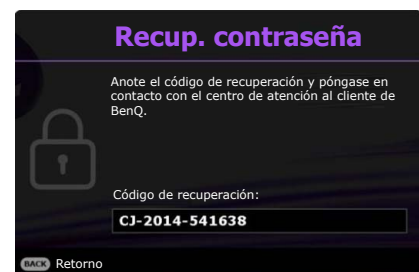 Recup. contraseña
Anote el código de recuperación y póngase en
contacto con el centro de atención al cliente de
BenQ.
Código de recuperación:
CJ-2014-541638
BACK Retorno